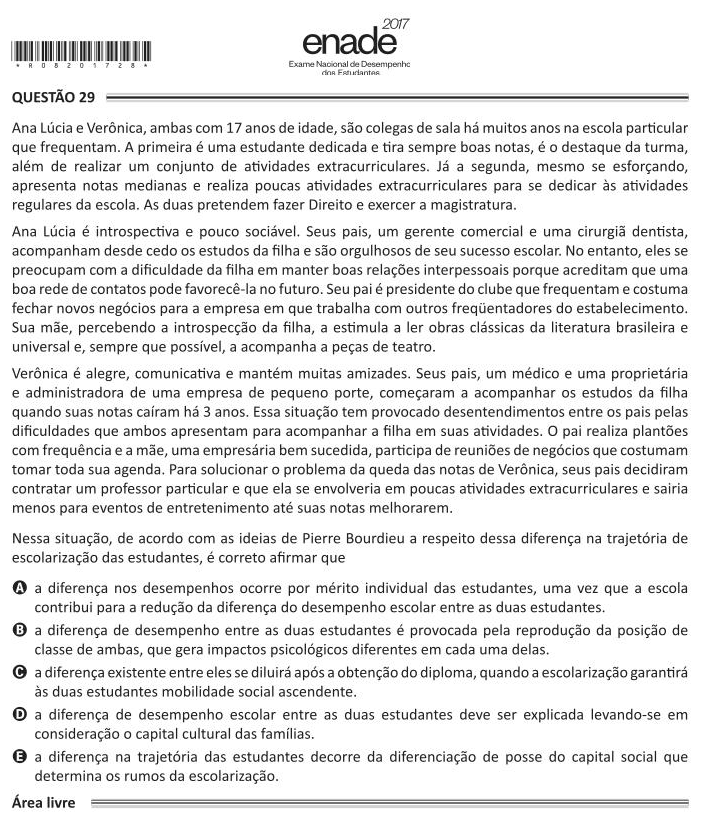 2017
enade
Exame Nacional de Desempenho
dos Estudantes
*R0820172 8*
QUESTÃO 29
Ana Lúcia e Verônica, ambas com 17 anos de idade, são colegas de sala há muitos anos na escola particular
que frequentam. A primeira é uma estudante dedicada e tira sempre boas notas, é o destaque da turma,
além de realizar um conjunto de atividades extracurriculares. Já a segunda, mesmo se esforçando,
apresenta notas medianas e realiza poucas atividades extracurriculares para se dedicar às atividades
regulares da escola. As duas pretendem fazer Direito e exercer a magistratura.
Ana Lúcia é introspectiva e pouco sociável. Seus pais, um gerente comercial e uma cirurgiã dentista,
acompanham desde cedo os estudos da filha e são orgulhosos de seu sucesso escolar. No entanto, eles se
preocupam com a dificuldade da filha em manter boas relações interpessoais porque acreditam que uma
boa rede de contatos pode favorecê-la no futuro. Seu pai é presidente do clube que frequentam e costuma
fechar novos negócios para a empresa em que trabalha com outros freqüentadores do estabelecimento.
Sua mãe, percebendo a introspecção da filha, a estimula a ler obras clássicas da literatura brasileira e
universal e, sempre que possível, a acompanha a peças de teatro.
Verônica é alegre, comunicativa e mantém muitas amizades. Seus pais, um médico e uma proprietária
e administradora de uma empresa de pequeno porte, começaram a acompanhar os estudos da filha
quando suas notas caíram há 3 anos. Essa situação tem provocado desentendimentos entre os pais pelas
dificuldades que ambos apresentam para acompanhar a filha em suas atividades. O pai realiza plantões
com frequência e a mãe, uma empresária bem sucedida, participa de reuniões de negócios que costumam
tomar toda sua agenda. Para solucionar o problema da queda das notas de Verônica, seus pais decidiram
contratar um professor particular e que ela se envolveria em poucas atividades extracurriculares e sairia
menos para eventos de entretenimento até suas notas melhorarem.
Nessa situação, de acordo com as ideias de Pierre Bourdieu a respeito dessa diferença na trajetória de
escolarização das estudantes, é correto afirmar que
A a diferença nos desempenhos ocorre por mérito individual das estudantes, uma vez que a escola
contribui para a redução da diferença do desempenho escolar entre as duas estudantes.
B a diferença de desempenho entre as duas estudantes é provocada pela reprodução da posição de
classe de ambas, que gera impactos psicológicos diferentes em cada uma delas.
C a diferença existente entre eles se diluirá após a obtenção do diploma, quando a escolarização garantirá
às duas estudantes mobilidade social ascendente.
D a diferença de desempenho escolar entre as duas estudantes deve ser explicada levando-se em
consideração o capital cultural das famílias.
E a diferença na trajetória das estudantes decorre da diferenciação de posse do capital social que
determina os rumos da escolarização.
Área livre